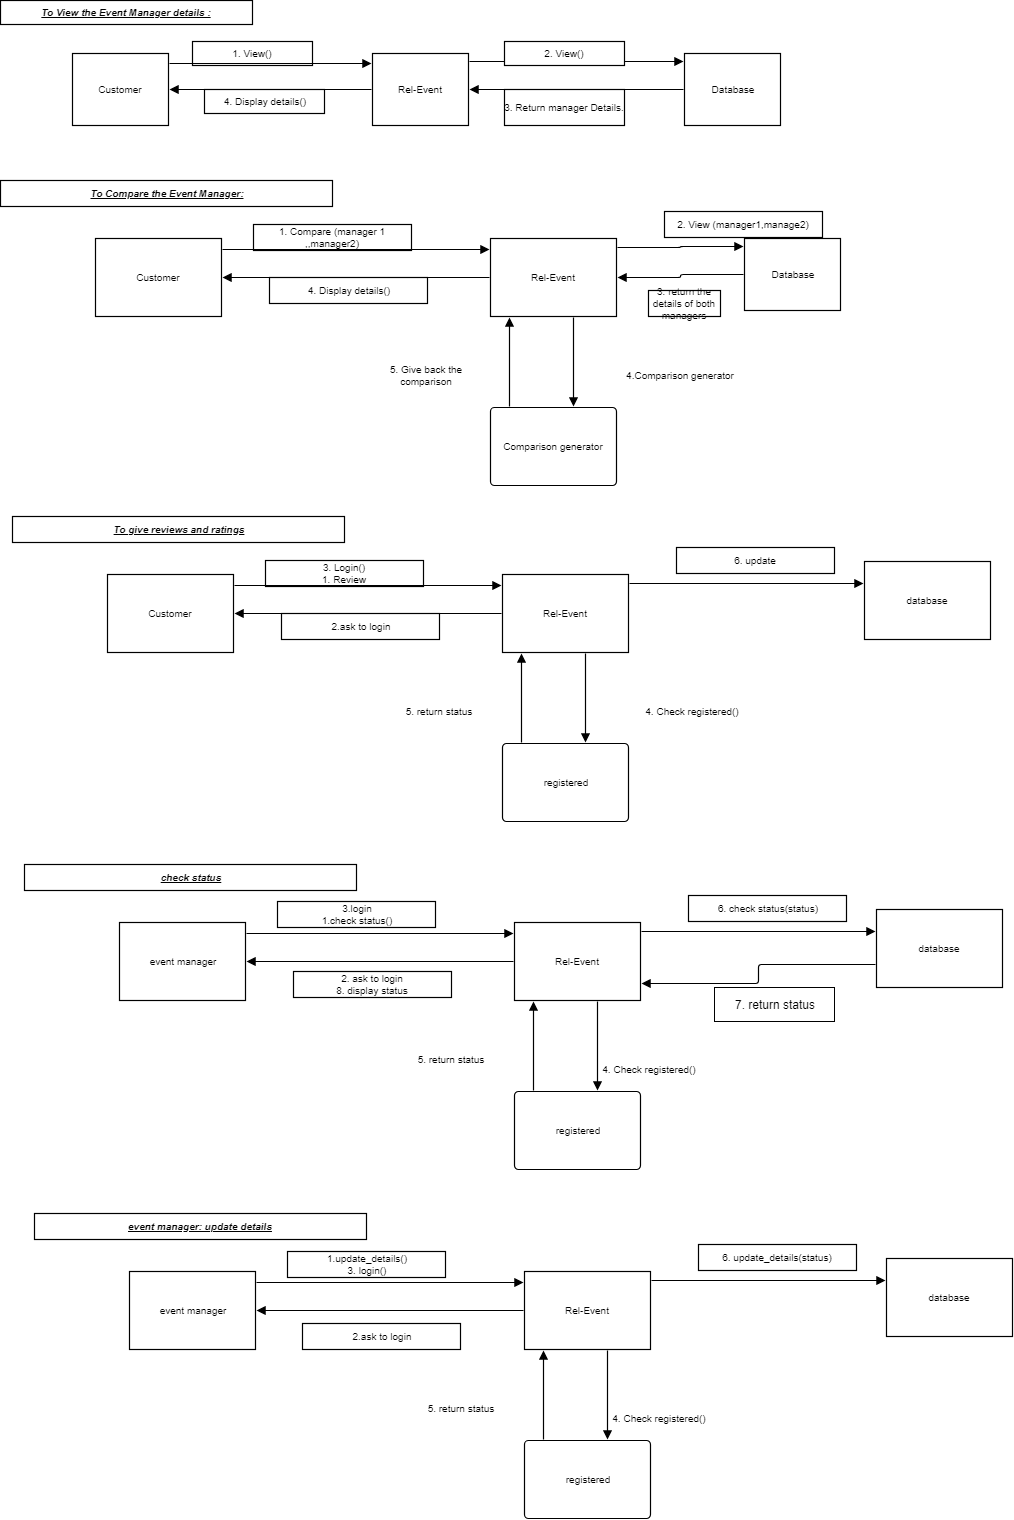 To View the Event Manager details :
1. View()
2. View()
Customer
Rel-Event
Database
4. Display details()
3. Return manager Details.
To Compare the Event Manager:
1. Compare (manager 1
,,manager2)
2. View (manager1,manage2)
Customer
Rel-Event
Database
4. Display details()
3. return the
details of both
managers
5. Give back the
comparison
4.Comparison generator
Comparison generator
To give reviews and ratings
3. Login()
1. Review
6. update
Customer
Rel-Event
database
2.ask to login
5. return status
4. Check registered()
registered
check status
3.login
1.check status()
6. check status(status)
event manager
Rel-Event
database
2. ask to login
8. display status
7. return status
5. return status
4. Check registered()
registered
event manager: update details
1.update_details()
3. login()
6. update_details(status)
event manager
Rel-Event
database
2.ask to login
5. return status
4. Check registered()
registered